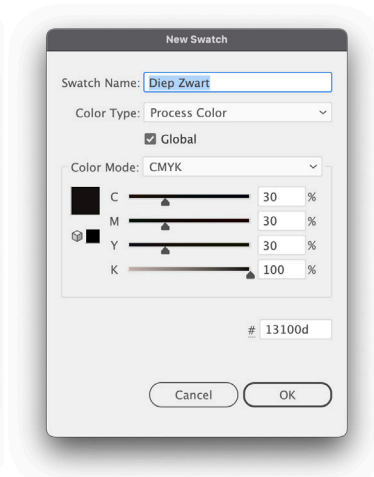 New Swatch
Swatch Name: Diep Zwart
Color Type: Process Color
Global
Color Mode: CMYK
C 30 %
M 30 %
Y 30 %
K 100 %
# 13100d
Cancel OK